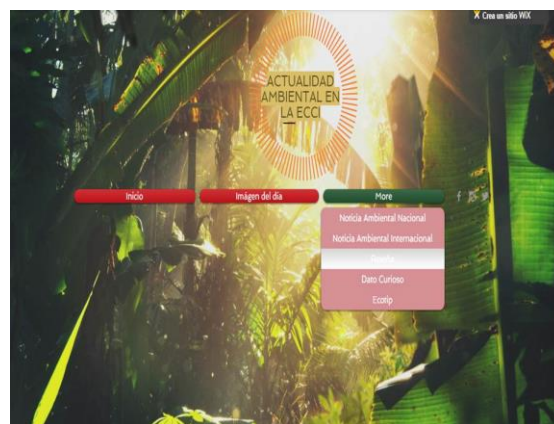 X Crea un sitio WiX
ACTUALIDAD
AMBIENTAL EN
LA ECCI
Inicio
Imágen del día
More
Noticia Ambiental Nacional
Noticia Ambiental Internacional
Dato Curioso
Ecotip